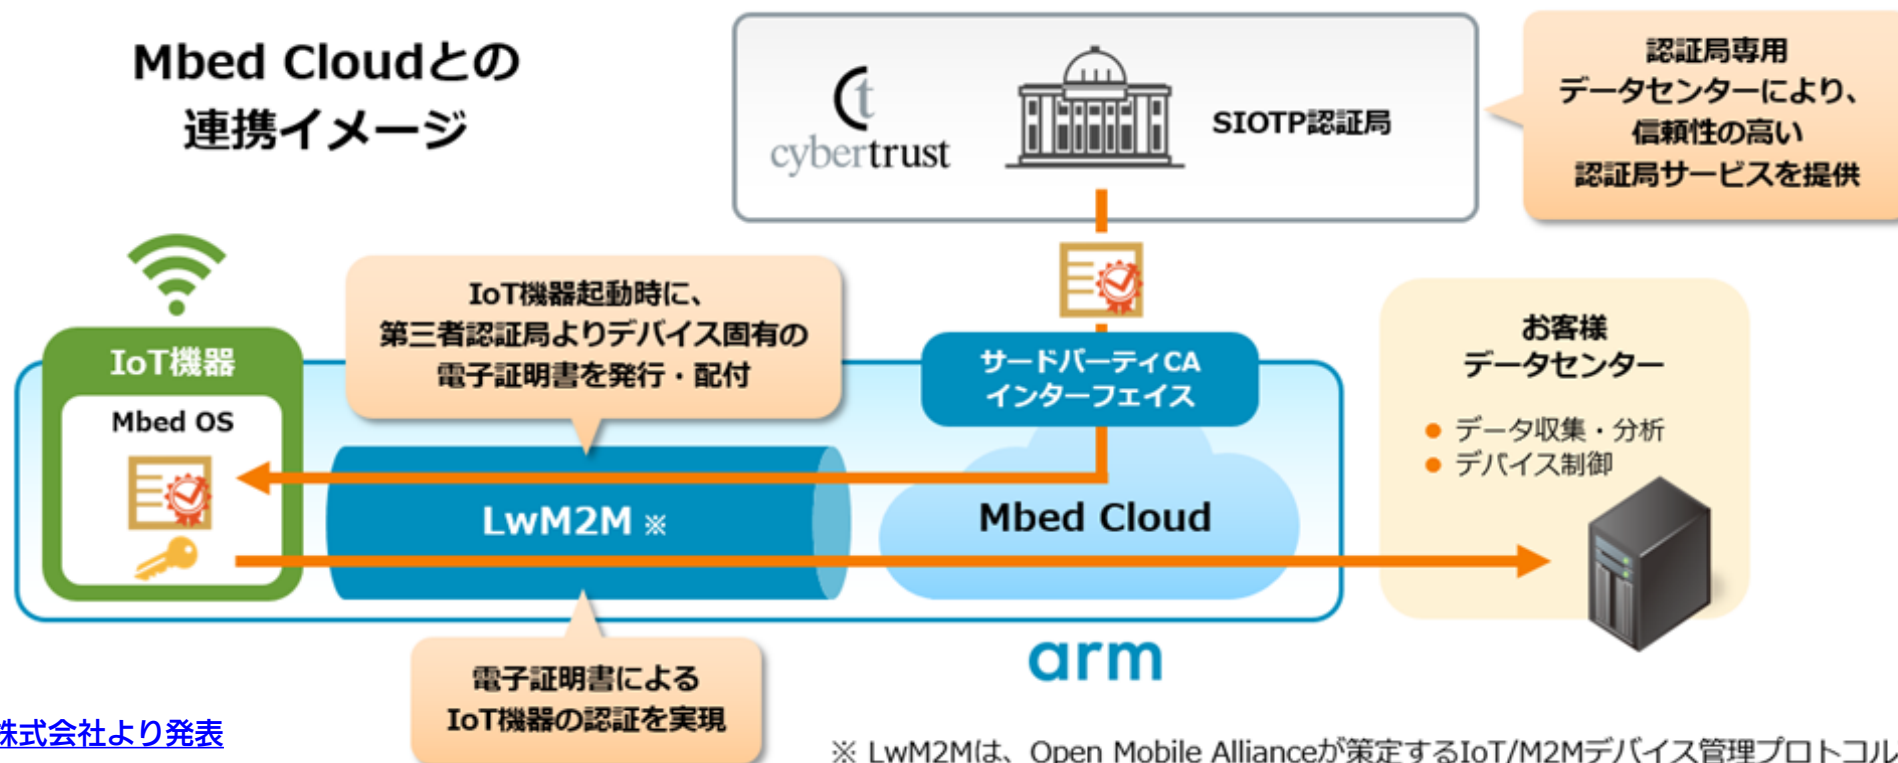 Mbed Cloudとの
連携イメージ
cybertrust
SIOTP認証局
認証局専用
データセンターにより、
信頼性の高い
認証局サービスを提供
IoT機器起動時に、
第三者認証局よりデバイス固有の
電子証明書を発行・配付
IoT機器
Mbed OS
サードパーティCA
インターフェイス
LwM2M ※
Mbed Cloud
お客様
データセンター
● データ収集・分析
● デバイス制御
電子証明書による
IoT機器の認証を実現
arm
株式会社より発表
※ LwM2Mは、Open Mobile Allianceが策定するIoT/M2Mデバイス管理プロトコル